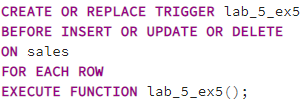 CREATE OR REPLACE TRIGGER lab_5_ex5
BEFORE INSERT OR UPDATE OR DELETE
ON sales
FOR EACH ROW
EXECUTE FUNCTION lab_5_ex5();